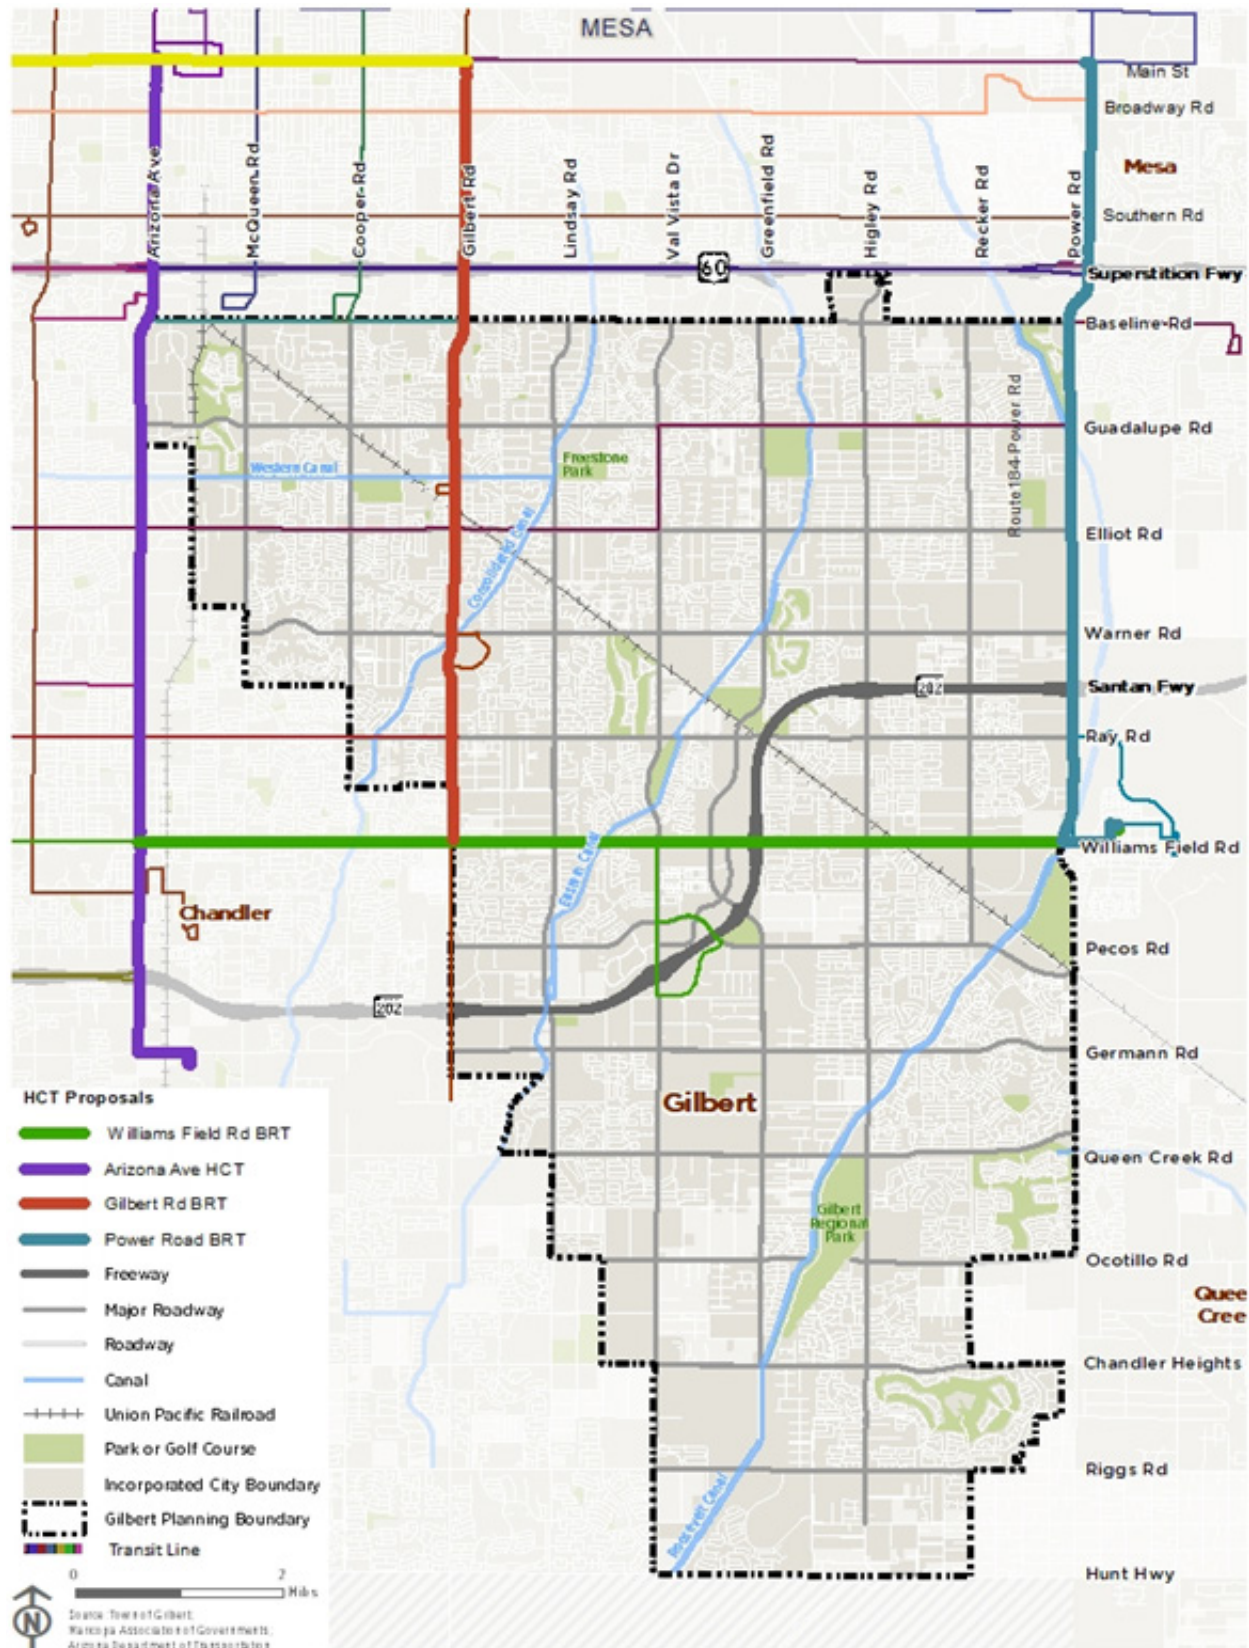 MESA
Main St
Broadway Rd
Mesa
Arizona Ave
McQueen Rd
Cooper Rd
Gilbert Rd
Lindsay Rd
Val Vista Dr
Greenfield Rd
Higley Rd
Recker Rd
Power Rd
Southern Rd
60
Superstition Fwy
Baseline Rd
Route 184-Power Rd
Guadalupe Rd
Western Canal
Freestone
Park
Elliot Rd
Consolidated Canal
Warner Rd
202
Santan Fwy
Ray Rd
Williams Field Rd
Eastern Canal
Chandler
Pecos Rd
202
Germann Rd
Gilbert
Queen Creek Rd
Gilbert
Regional
Park
Ocotillo Rd
Quee
Cree
Chandler Heights
Riggs Rd
Roosevelt Canal
Hunt Hwy
HCT Proposals
Williams Field Rd BRT
Arizona Ave HCT
Gilbert Rd BRT
Power Road BRT
Freeway
Major Roadway
Roadway
Canal
Union Pacific Railroad
Park or Golf Course
Incorporated City Boundary
Gilbert Planning Boundary
Transit Line
0 2
Miles
N
Source: Town of Gilbert,
Maricopa Association of Governments,
Arizona Department of Transportation